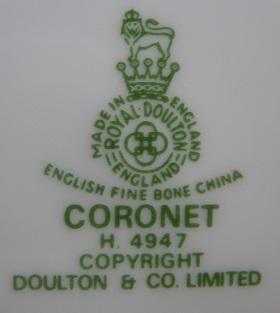 MADE IN ENGLAND
ROYAL·DOULTON
ENGLAND
ENGLISH FINE BONE CHINA
CORONET
H. 4947
COPYRIGHT
DOULTON & CO. LIMITED